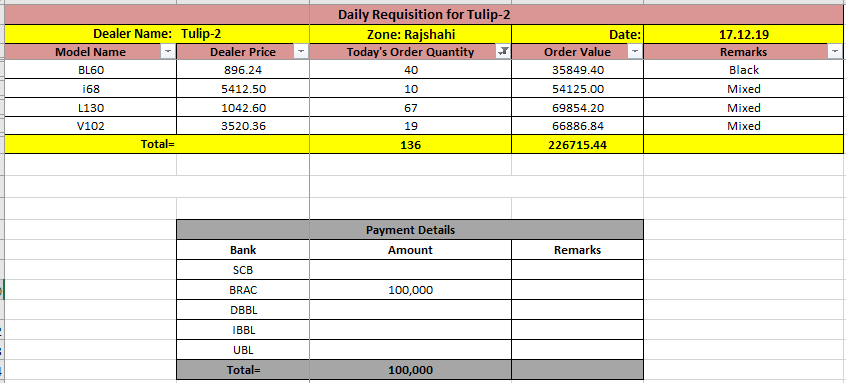 Daily Requisition for Tulip-2
Dealer Name: Tulip-2 Zone: Rajshahi Date: 17.12.19
Model Name Dealer Price Today's Order Quantity Order Value Remarks
BL60 896.24 40 35849.40 Black
i68 5412.50 10 54125.00 Mixed
L130 1042.60 67 69854.20 Mixed
V102 3520.36 19 66886.84 Mixed
Total= 136 226715.44
Payment Details
Bank Amount Remarks
SCB
BRAC 100,000
DBBL
IBBL
UBL
Total= 100,000